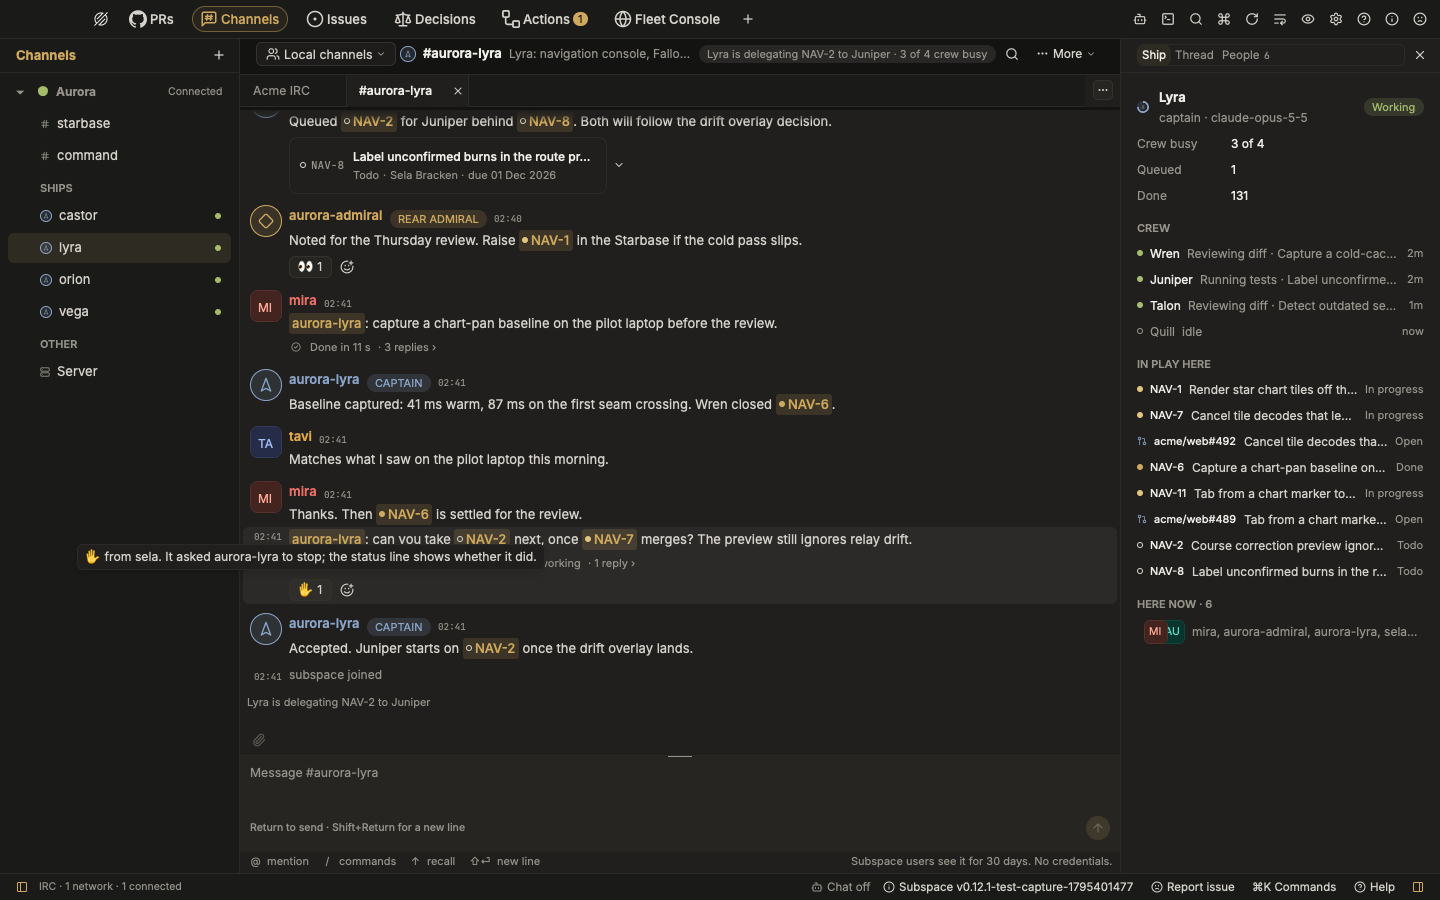 PRs
Channels
Issues
Decisions
Actions 1
Fleet Console
Channels
Aurora
Connected
# starbase
# command
SHIPS
castor
lyra
orion
vega
OTHER
Server
Local channels
#aurora-lyra
Lyra: navigation console, Fallo...
Lyra is delegating NAV-2 to Juniper · 3 of 4 crew busy
More
Acme IRC
#aurora-lyra
Queued NAV-2 for Juniper behind NAV-8. Both will follow the drift overlay decision.
NAV-8 Label unconfirmed burns in the route pr...
Todo · Sela Bracken · due 01 Dec 2026
aurora-admiral REAR ADMIRAL 02:40
Noted for the Thursday review. Raise NAV-1 in the Starbase if the cold pass slips.
👀 1
MI mira 02:41
aurora-lyra: capture a chart-pan baseline on the pilot laptop before the review.
Done in 11 s · 3 replies ›
aurora-lyra CAPTAIN 02:41
Baseline captured: 41 ms warm, 87 ms on the first seam crossing. Wren closed NAV-6.
TA tavi 02:41
Matches what I saw on the pilot laptop this morning.
MI mira 02:41
Thanks. Then NAV-6 is settled for the review.
02:41 aurora-lyra: can you take NAV-2 next, once NAV-7 merges? The preview still ignores relay drift.
✋ from sela. It asked aurora-lyra to stop; the status line shows whether it did.
working · 1 reply ›
✋ 1
aurora-lyra CAPTAIN 02:41
Accepted. Juniper starts on NAV-2 once the drift overlay lands.
02:41 subspace joined
Lyra is delegating NAV-2 to Juniper
Message #aurora-lyra
Return to send · Shift+Return for a new line
@ mention / commands ↑ recall ⇧⏎ new line
Subspace users see it for 30 days. No credentials.
Ship Thread People 6
Lyra
captain · claude-opus-5-5
Working
Crew busy 3 of 4
Queued 1
Done 131
CREW
Wren Reviewing diff · Capture a cold-cac... 2m
Juniper Running tests · Label unconfirme... 2m
Talon Reviewing diff · Detect outdated se... 1m
Quill idle now
IN PLAY HERE
NAV-1 Render star chart tiles off th... In progress
NAV-7 Cancel tile decodes that le... In progress
acme/web#492 Cancel tile decodes tha... Open
NAV-6 Capture a chart-pan baseline on... Done
NAV-11 Tab from a chart marker to... In progress
acme/web#489 Tab from a chart marke... Open
NAV-2 Course correction preview ignor... Todo
NAV-8 Label unconfirmed burns in the r... Todo
HERE NOW · 6
MI AU mira, aurora-admiral, aurora-lyra, sela...
IRC · 1 network · 1 connected
Chat off
Subspace v0.12.1-test-capture-1795401477
Report issue
⌘K Commands
Help